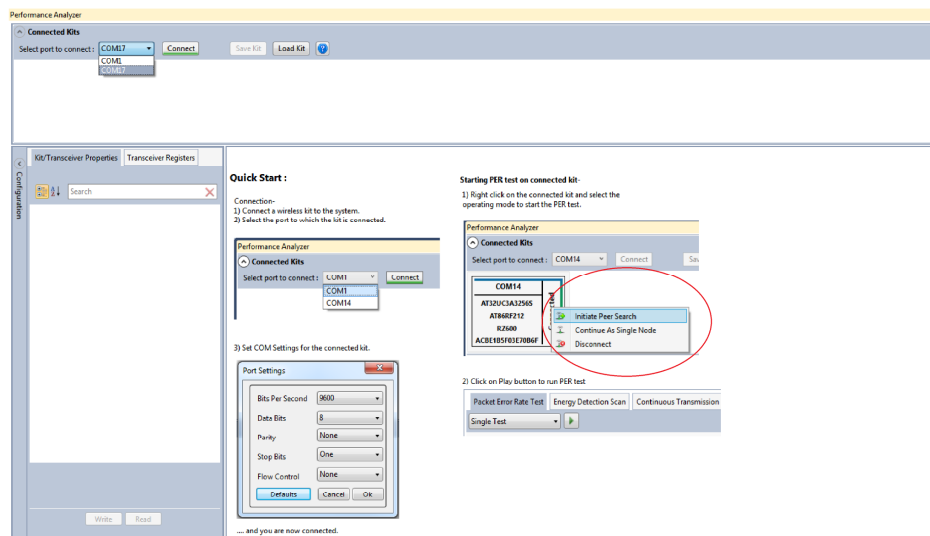 Performance Analyzer
Connected Kits
Select port to connect : COM17 Connect Save Kit Load Kit ?
COM1
COM17
Configuration
Kit/Transceiver Properties Transceiver Registers
Search
Write Read
Quick Start :
Connection-
1) Connect a wireless kit to the system.
2) Select the port to which the kit is connected.
Performance Analyzer
Connected Kits
Select port to connect : COM1 Connect
COM1
COM14
3) Set COM Settings for the connected kit.
Port Settings
Bits Per Second 9600
Data Bits 8
Parity None
Stop Bits One
Flow Control None
Defaults Cancel Ok
.... and you are now connected.
Starting PER test on connected kit-
1) Right click on the connected kit and select the
operating mode to start the PER test.
Performance Analyzer
Connected Kits
Select port to connect : COM14 Connect Sav
COM14
AT32UC3A3256S
AT86RF212
RZ600
ACBE1B5F03E70B6F
Initiate Peer Search
Continue As Single Node
Disconnect
2) Click on Play button to run PER test
Packet Error Rate Test Energy Detection Scan Continuous Transmission
Single Test